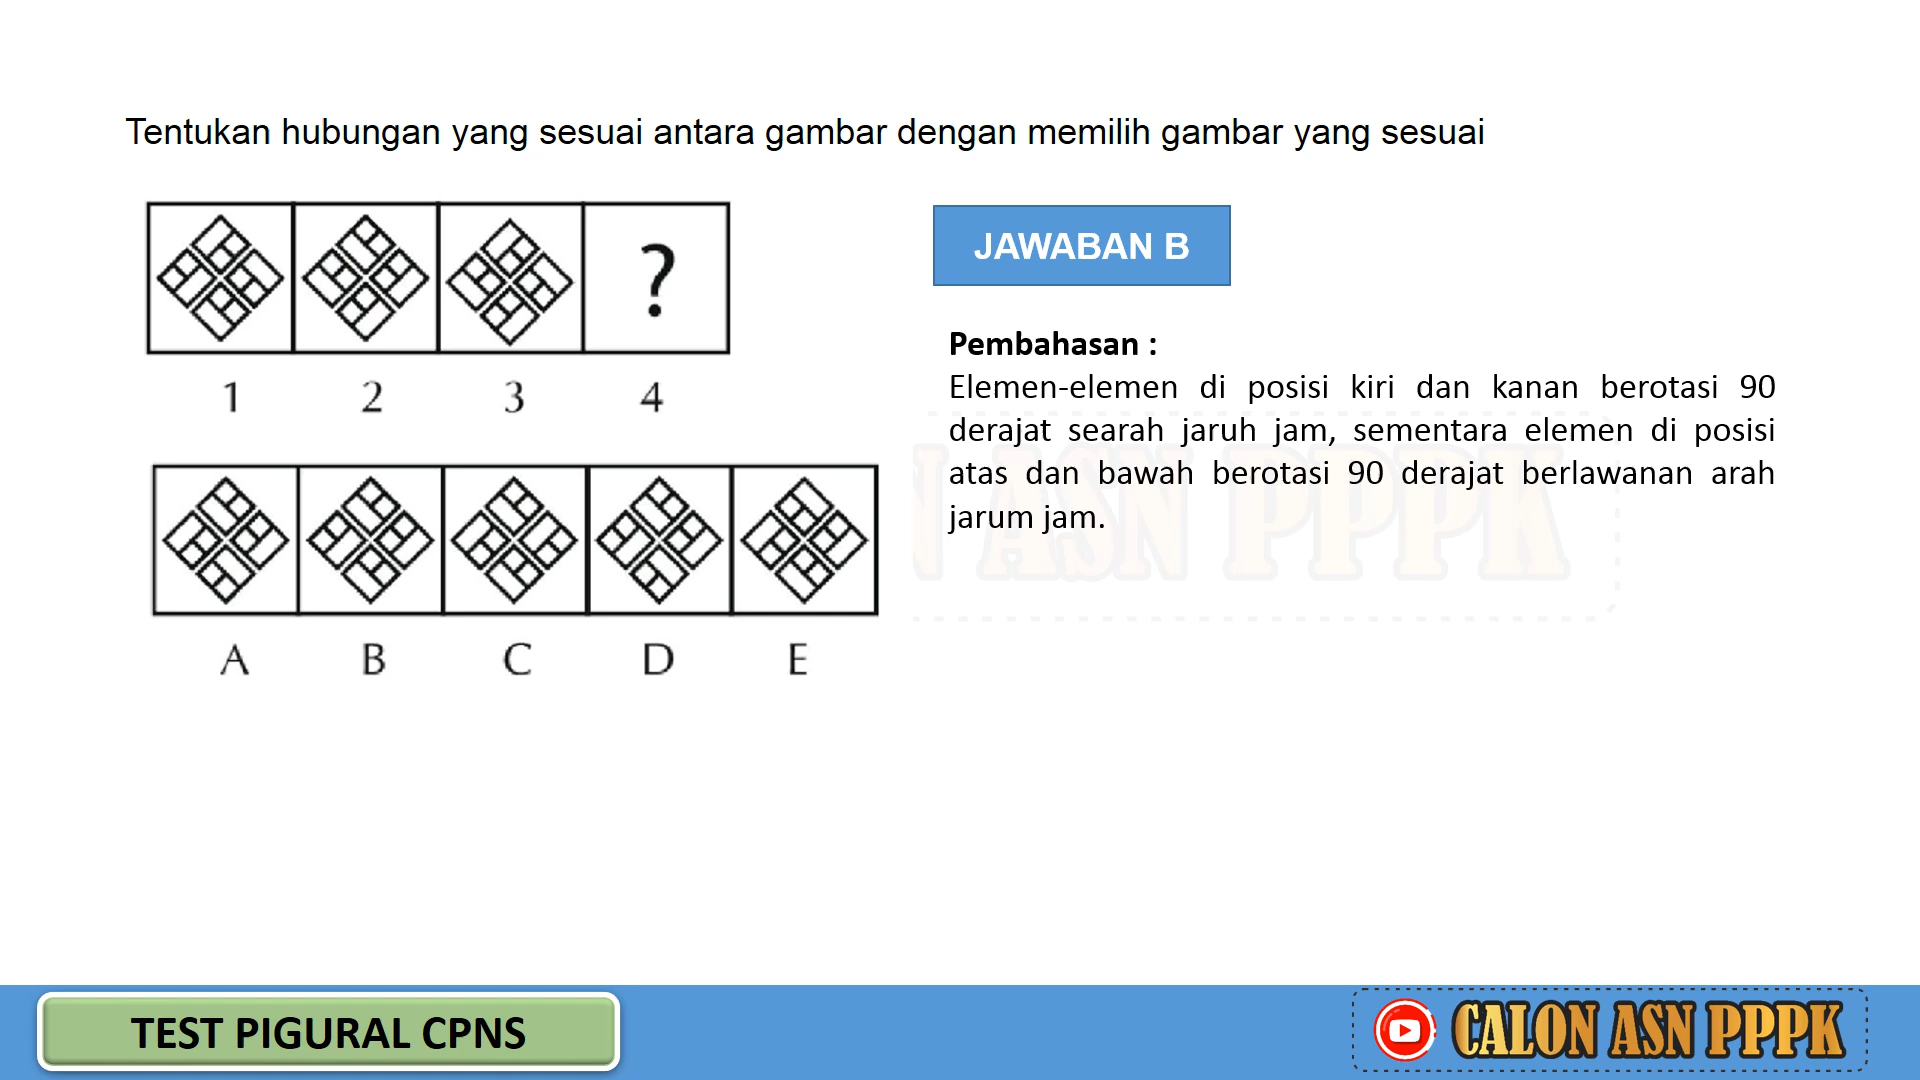 Tentukan hubungan yang sesuai antara gambar dengan memilih gambar yang sesuai
?
1 2 3 4
A B C D E
JAWABAN B
Pembahasan :
Elemen-elemen di posisi kiri dan kanan berotasi 90
derajat searah jaruh jam, sementara elemen di posisi
atas dan bawah berotasi 90 derajat berlawanan arah
jarum jam.
N ASN PPPK
TEST PIGURAL CPNS
CALON ASN PPPK